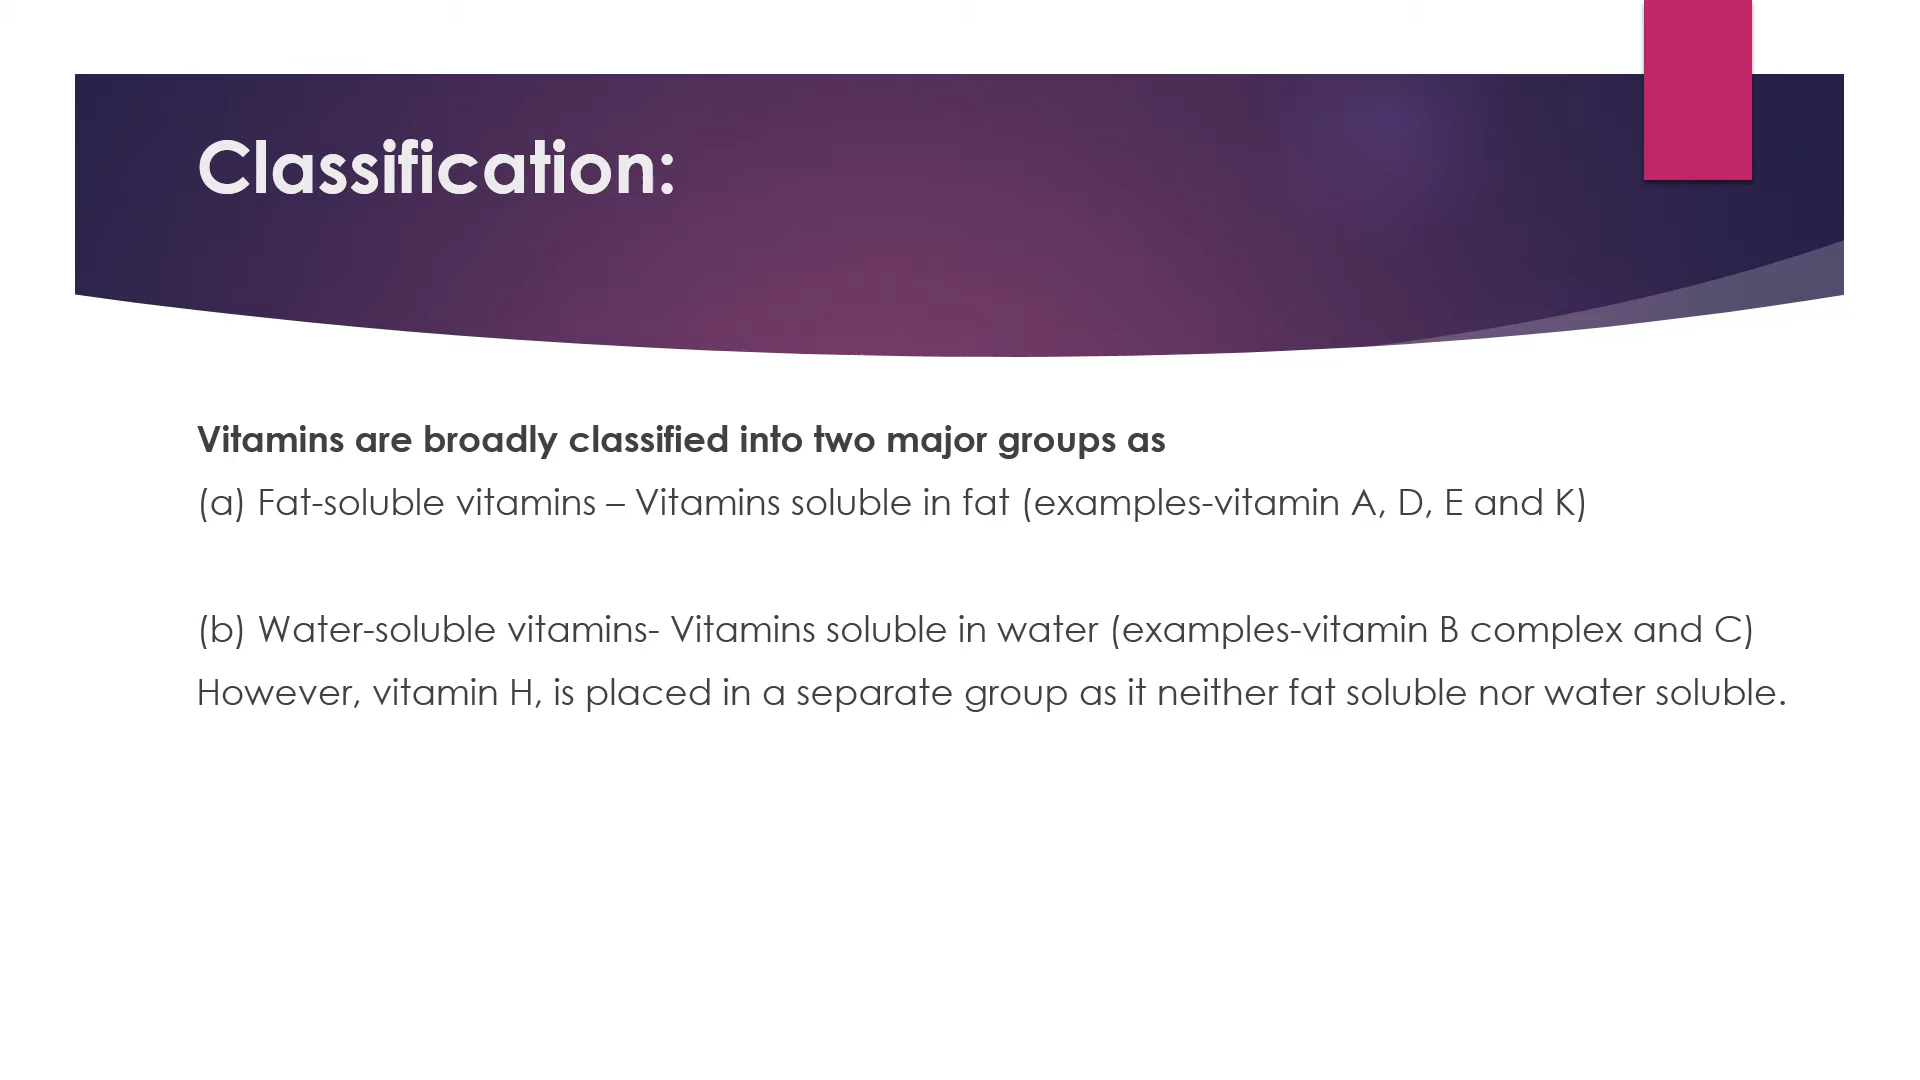 Classification:
Vitamins are broadly classified into two major groups as
(a) Fat-soluble vitamins – Vitamins soluble in fat (examples-vitamin A, D, E and K)
(b) Water-soluble vitamins- Vitamins soluble in water (examples-vitamin B complex and C)
However, vitamin H, is placed in a separate group as it neither fat soluble nor water soluble.